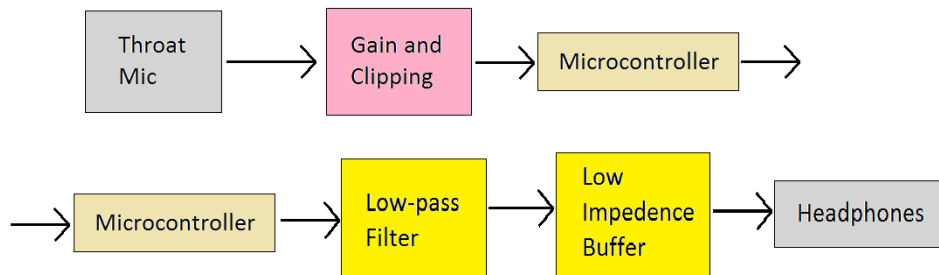 Throat
Mic
Gain and
Clipping
Microcontroller
Microcontroller
Low-pass
Filter
Low
Impedence
Buffer
Headphones